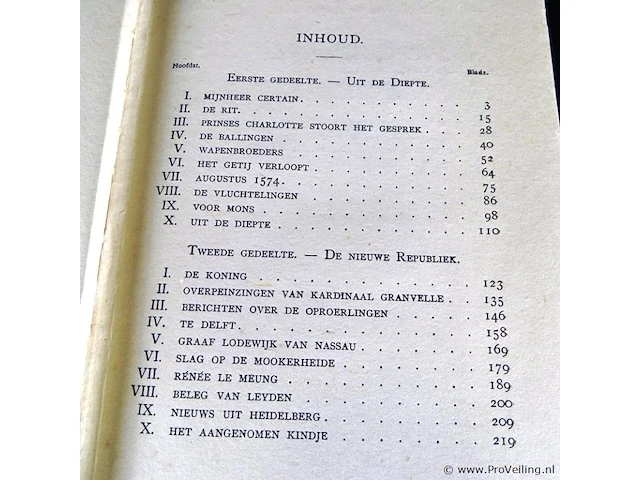 INHOUD.
Hoofdst. Bladz.
EERSTE GEDEELTE. — UIT DE DIEPTE.
I. MIJNHEER CERTAIN. . . . . . . . . . . 3
II. DE RIT. . . . . . . . . . . . . . 15
III. PRINSES CHARLOTTE STOORT HET GESPREK . . . 28
IV. DE BALLINGEN . . . . . . . . . . . 40
V. WAPENBROEDERS . . . . . . . . . . . 52
VI. HET GETIJ VERLOOPT . . . . . . . . . 64
VII. AUGUSTUS 1574. . . . . . . . . . . 75
VIII. DE VLUCHTELINGEN . . . . . . . . . 86
IX. VOOR MONS . . . . . . . . . . . . 98
X. UIT DE DIEPTE . . . . . . . . . . . 110
TWEEDE GEDEELTE. — DE NIEUWE REPUBLIEK.
I. DE KONING . . . . . . . . . . . . 123
II. OVERPEINZINGEN VAN KARDINAAL GRANVELLE . . 135
III. BERICHTEN OVER DE OPROERLINGEN . . . . . 146
IV. TE DELFT. . . . . . . . . . . . . 158
V. GRAAF LODEWIJK VAN NASSAU . . . . . . . 169
VI. SLAG OP DE MOOKERHEIDE . . . . . . . . 179
VII. RÉNÉE LE MEUNG . . . . . . . . . . 189
VIII. BELEG VAN LEYDEN . . . . . . . . . 200
IX. NIEUWS UIT HEIDELBERG . . . . . . . . 209
X. HET AANGENOMEN KINDJE . . . . . . . . 219
© www.ProVeiling.nl